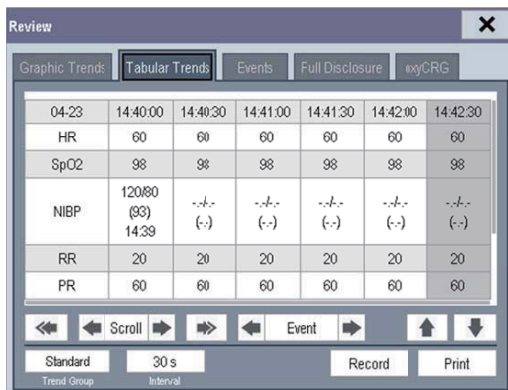 Review
Graphic Trends Tabular Trends Events Full Disclosure oxyCRG
04-23 14:40:00 14:40:30 14:41:00 14:41:30 14:42:00 14:42:30
HR 60 60 60 60 60 60
SpO2 98 98 98 98 98 98
NIBP 120/80 (93) 14:39 -.-/-.- (-.-) -.-/-.- (-.-) -.-/-.- (-.-) -.-/-.- (-.-) -.-/-.- (-.-)
RR 20 20 20 20 20 20
PR 60 60 60 60 60 60
Scroll Event
Standard 30 s Record Print
Trend Group Interval